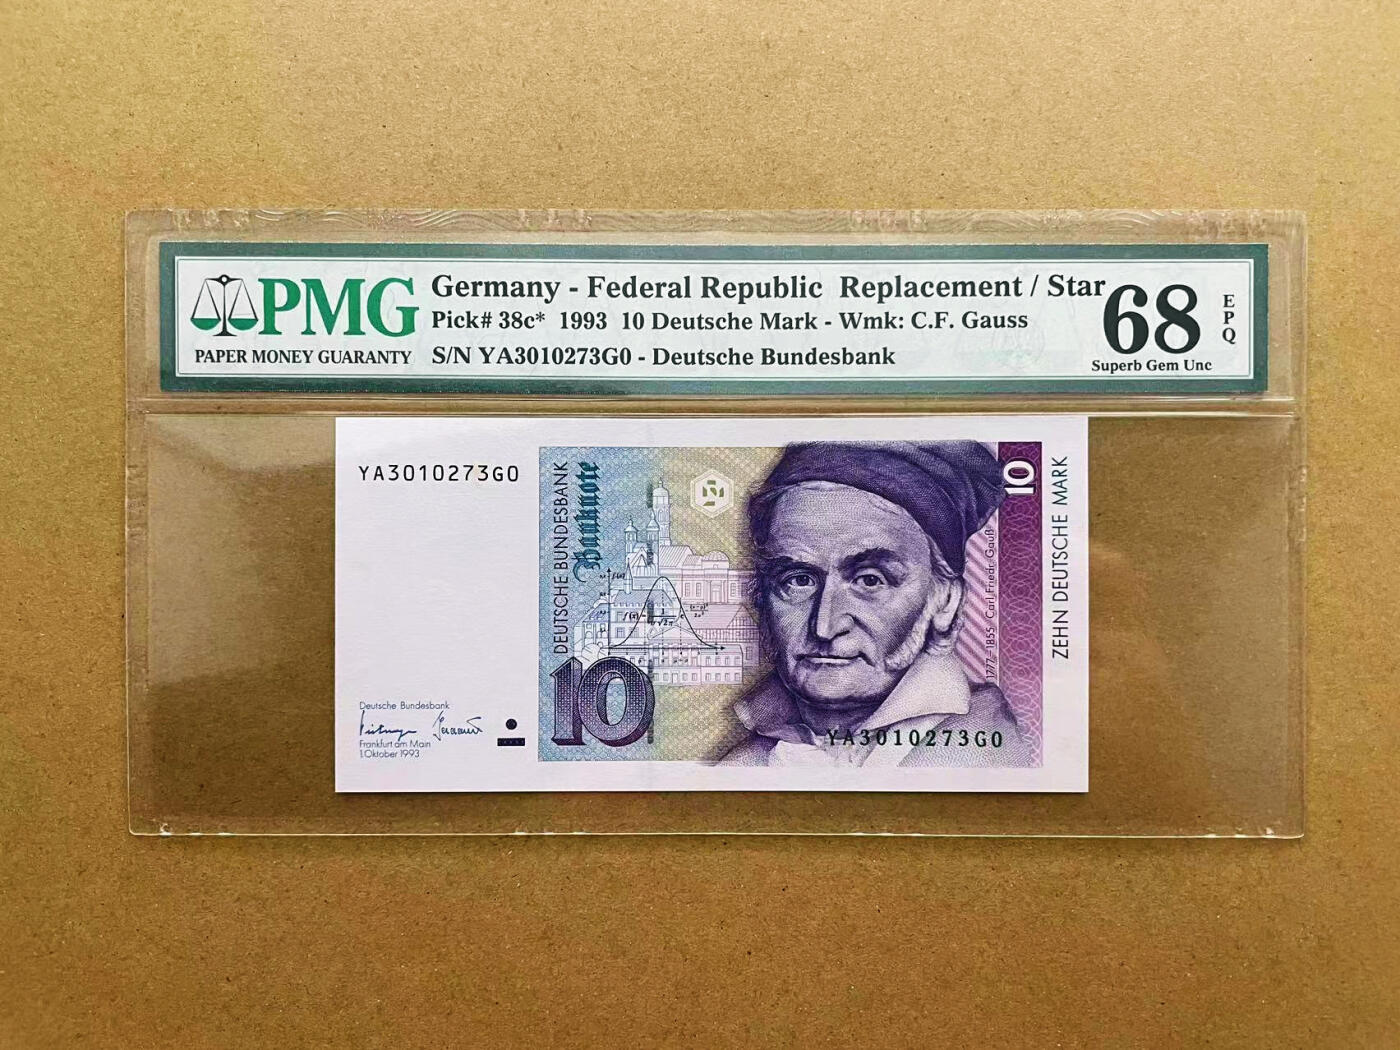 PMG
PAPER MONEY GUARANTY
Germany - Federal Republic Replacement / Star
Pick# 38c* 1993 10 Deutsche Mark - Wmk: C.F. Gauss
S/N YA3010273G0 - Deutsche Bundesbank
68
EPQ
Superb Gem Unc
YA3010273G0
DEUTSCHE BUNDESBANK
Banknote
10
ZEHN DEUTSCHE MARK
1777-1855 Carl Friedr. Gauß
10
Deutsche Bundesbank
Frankfurt am Main
1. Oktober 1993
YA3010273G0